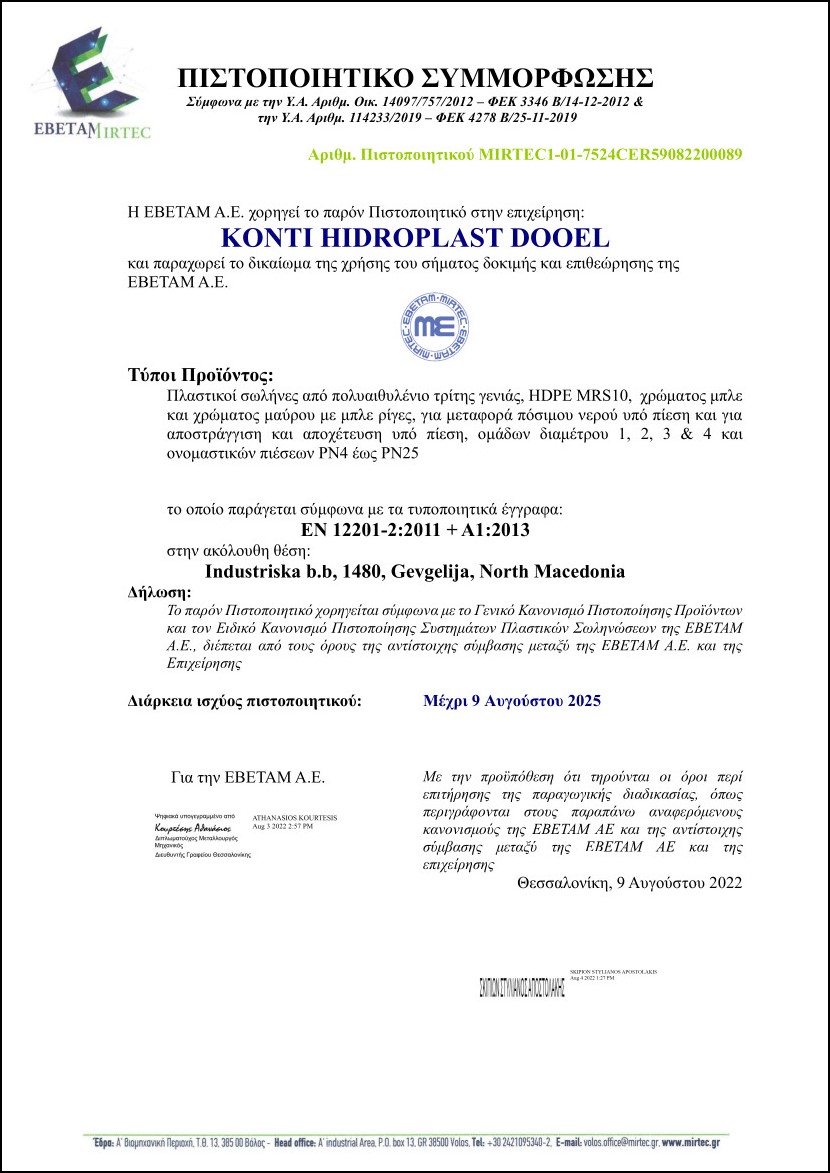 ΕΒΕΤΑΜ MIRTEC
ΠΙΣΤΟΠΟΙΗΤΙΚΟ ΣΥΜΜΟΡΦΩΣΗΣ
Σύμφωνα με την Υ.Α. Αριθμ. Οικ. 14097/757/2012 – ΦΕΚ 3346 Β/14-12-2012 &
την Υ.Α. Αριθμ. 114233/2019 – ΦΕΚ 4278 Β/25-11-2019
Αριθμ. Πιστοποιητικού MIRTEC1-01-7524CER59082200089
Η ΕΒΕΤΑΜ Α.Ε. χορηγεί το παρόν Πιστοποιητικό στην επιχείρηση:
KONTI HIDROPLAST DOOEL
και παραχωρεί το δικαίωμα της χρήσης του σήματος δοκιμής και επιθεώρησης της
ΕΒΕΤΑΜ Α.Ε.
ΕΒΕΤΑΜ·MIRTEC·ΕΒΕΤΑΜ·MIRTEC·
ME
Τύποι Προϊόντος:
Πλαστικοί σωλήνες από πολυαιθυλένιο τρίτης γενιάς, HDPE MRS10, χρώματος μπλε
και χρώματος μαύρου με μπλε ρίγες, για μεταφορά πόσιμου νερού υπό πίεση και για
αποστράγγιση και αποχέτευση υπό πίεση, ομάδων διαμέτρου 1, 2, 3 & 4 και
ονομαστικών πιέσεων PN4 έως PN25
το οποίο παράγεται σύμφωνα με τα τυποποιητικά έγγραφα:
EN 12201-2:2011 + A1:2013
στην ακόλουθη θέση:
Industriska b.b, 1480, Gevgelija, North Macedonia
Δήλωση:
Το παρόν Πιστοποιητικό χορηγείται σύμφωνα με το Γενικό Κανονισμό Πιστοποίησης Προϊόντων
και τον Ειδικό Κανονισμό Πιστοποίησης Συστημάτων Πλαστικών Σωληνώσεων της ΕΒΕΤΑΜ
Α.Ε., διέπεται από τους όρους της αντίστοιχης σύμβασης μεταξύ της ΕΒΕΤΑΜ Α.Ε. και της
Επιχείρησης
Διάρκεια ισχύος πιστοποιητικού: Μέχρι 9 Αυγούστου 2025
Για την ΕΒΕΤΑΜ Α.Ε.
Ψηφιακά υπογεγραμμένο από
Κουρτέσης Αθανάσιος
Διπλωματούχος Μεταλλουργός
Μηχανικός
Διευθυντής Γραφείου Θεσσαλονίκης
ATHANASIOS KOURTESIS
Aug 3 2022 2:57 PM
Με την προϋπόθεση ότι τηρούνται οι όροι περί
επιτήρησης της παραγωγικής διαδικασίας, όπως
περιγράφονται στους παραπάνω αναφερόμενους
κανονισμούς της ΕΒΕΤΑΜ ΑΕ και της αντίστοιχης
σύμβασης μεταξύ της ΕΒΕΤΑΜ ΑΕ και της
επιχείρησης
Θεσσαλονίκη, 9 Αυγούστου 2022
ΣΚΙΠΙΩΝ ΣΤΥΛΙΑΝΟΣ ΑΠΟΣΤΟΛΑΚΗΣ
SKIPION STYLIANOS APOSTOLAKIS
Aug 4 2022 1:27 PM
Έδρα: Α' Βιομηχανική Περιοχή, Τ.Θ. 13, 385 00 Βόλος - Head office: A' industrial Area, P.O. box 13, GR 38500 Volos, Tel: +30 2421095340-2, E-mail: volos.office@mirtec.gr, www.mirtec.gr